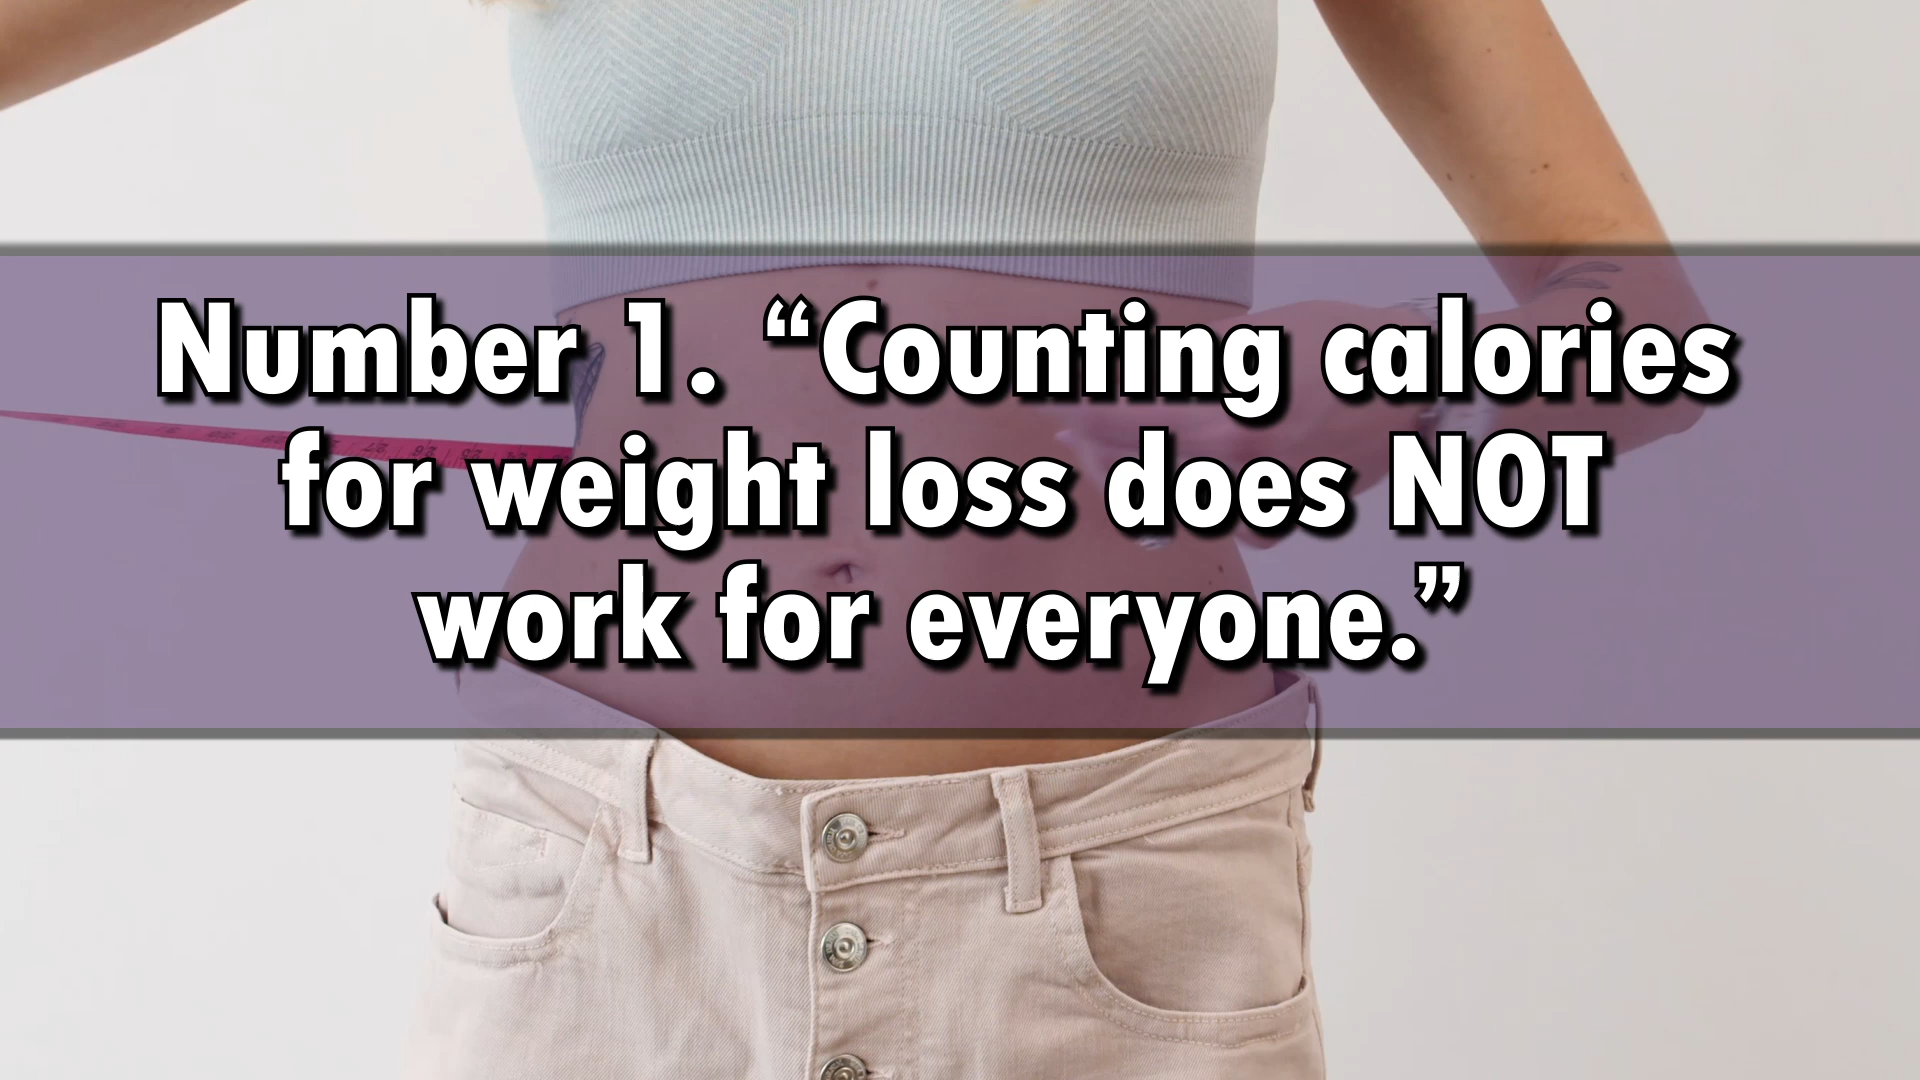 Number 1. “Counting calories
for weight loss does NOT
work for everyone.”